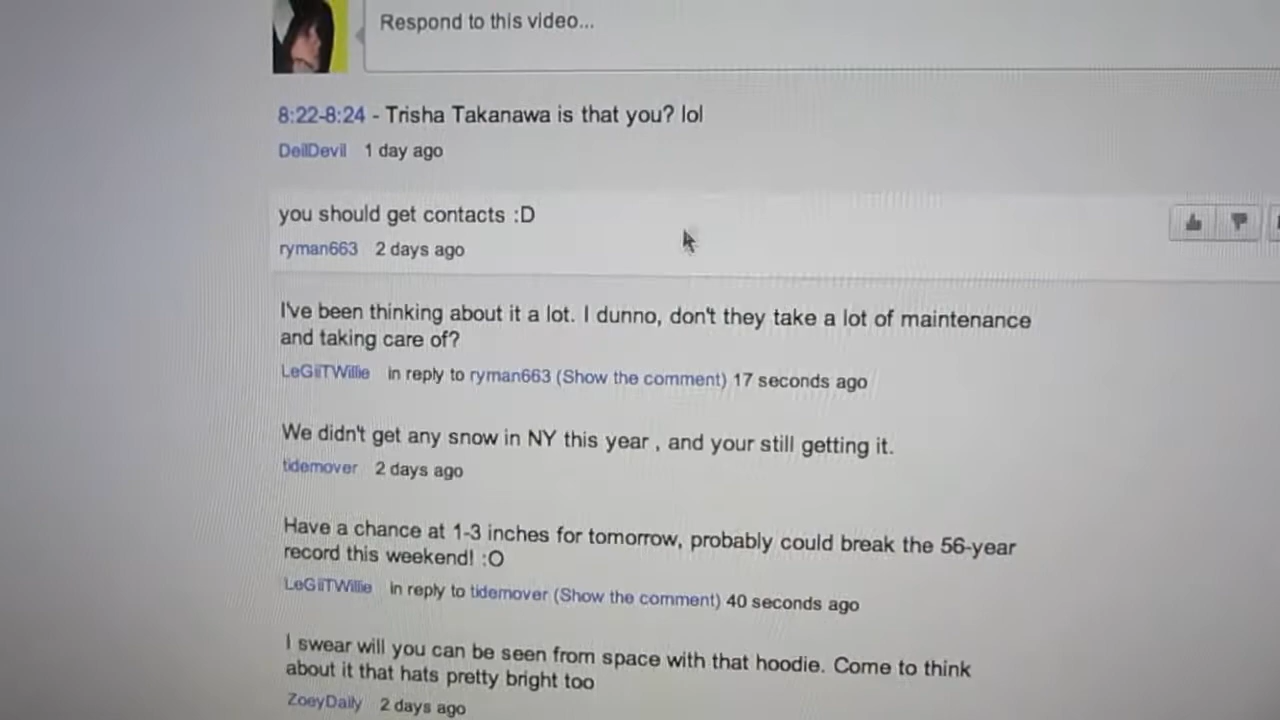 Respond to this video...
8:22-8:24 - Trisha Takanawa is that you? lol
DeilDevil 1 day ago
you should get contacts :D
ryman663 2 days ago
I've been thinking about it a lot. I dunno, don't they take a lot of maintenance
and taking care of?
LeGiiTWillie in reply to ryman663 (Show the comment) 17 seconds ago
We didn't get any snow in NY this year , and your still getting it.
tidemover 2 days ago
Have a chance at 1-3 inches for tomorrow, probably could break the 56-year
record this weekend! :O
LeGiiTWillie in reply to tidemover (Show the comment) 40 seconds ago
I swear will you can be seen from space with that hoodie. Come to think
about it that hats pretty bright too
ZoeyDaily 2 days ago